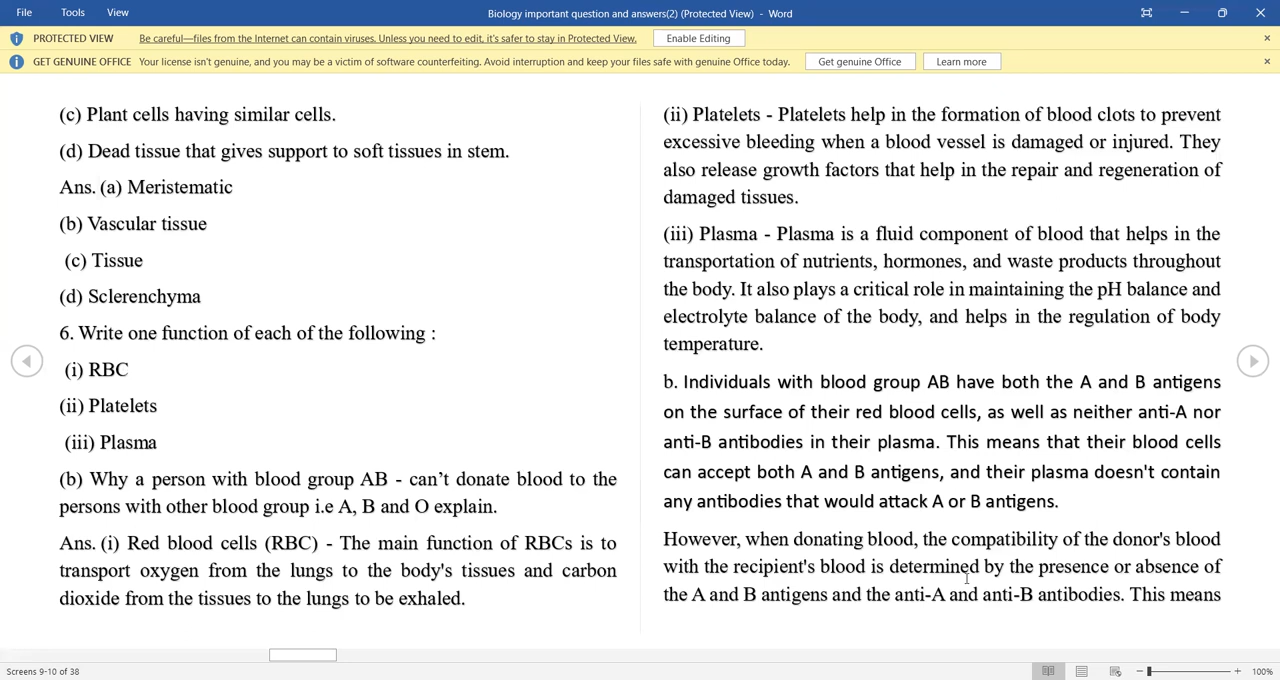 File Tools View Biology important question and answers(2) (Protected View) - Word
PROTECTED VIEW Be careful—files from the Internet can contain viruses. Unless you need to edit, it's safer to stay in Protected View. Enable Editing
GET GENUINE OFFICE Your license isn't genuine, and you may be a victim of software counterfeiting. Avoid interruption and keep your files safe with genuine Office today. Get genuine Office Learn more
(c) Plant cells having similar cells.
(d) Dead tissue that gives support to soft tissues in stem.
Ans. (a) Meristematic
(b) Vascular tissue
(c) Tissue
(d) Sclerenchyma
6. Write one function of each of the following :
(i) RBC
(ii) Platelets
(iii) Plasma
(b) Why a person with blood group AB - can't donate blood to the
persons with other blood group i.e A, B and O explain.
Ans. (i) Red blood cells (RBC) - The main function of RBCs is to
transport oxygen from the lungs to the body's tissues and carbon
dioxide from the tissues to the lungs to be exhaled.
(ii) Platelets - Platelets help in the formation of blood clots to prevent
excessive bleeding when a blood vessel is damaged or injured. They
also release growth factors that help in the repair and regeneration of
damaged tissues.
(iii) Plasma - Plasma is a fluid component of blood that helps in the
transportation of nutrients, hormones, and waste products throughout
the body. It also plays a critical role in maintaining the pH balance and
electrolyte balance of the body, and helps in the regulation of body
temperature.
b. Individuals with blood group AB have both the A and B antigens
on the surface of their red blood cells, as well as neither anti-A nor
anti-B antibodies in their plasma. This means that their blood cells
can accept both A and B antigens, and their plasma doesn't contain
any antibodies that would attack A or B antigens.
However, when donating blood, the compatibility of the donor's blood
with the recipient's blood is determined by the presence or absence of
the A and B antigens and the anti-A and anti-B antibodies. This means
Screens 9-10 of 38 100%